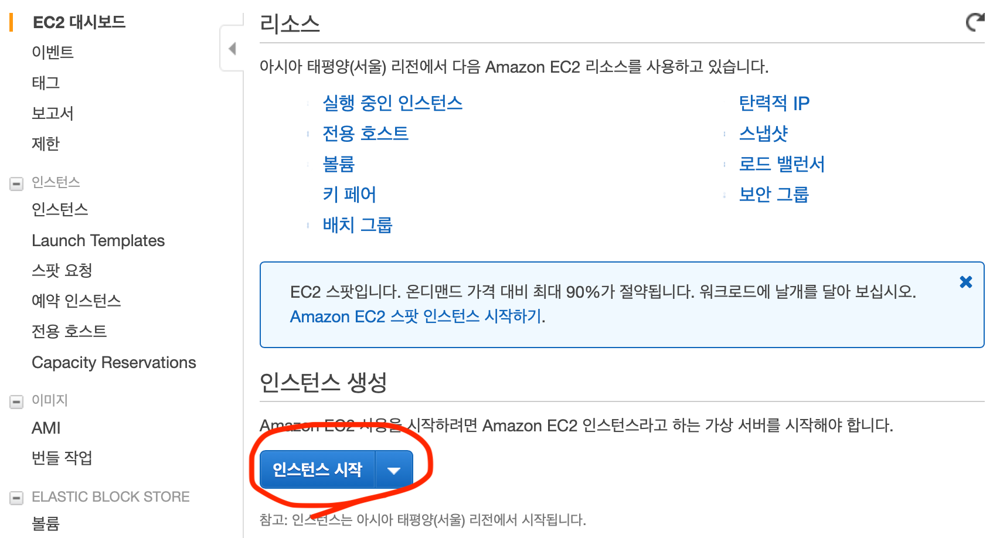 EC2 대시보드
이벤트
태그
보고서
제한
인스턴스
인스턴스
Launch Templates
스팟 요청
예약 인스턴스
전용 호스트
Capacity Reservations
이미지
AMI
번들 작업
ELASTIC BLOCK STORE
볼륨
리소스
아시아 태평양(서울) 리전에서 다음 Amazon EC2 리소스를 사용하고 있습니다.
실행 중인 인스턴스
전용 호스트
볼륨
키 페어
배치 그룹
탄력적 IP
스냅샷
로드 밸런서
보안 그룹
EC2 스팟입니다. 온디맨드 가격 대비 최대 90%가 절약됩니다. 워크로드에 날개를 달아 보십시오.
Amazon EC2 스팟 인스턴스 시작하기.
인스턴스 생성
Amazon EC2 사용을 시작하려면 Amazon EC2 인스턴스라고 하는 가상 서버를 시작해야 합니다.
인스턴스 시작
참고: 인스턴스는 아시아 태평양(서울) 리전에서 시작됩니다.